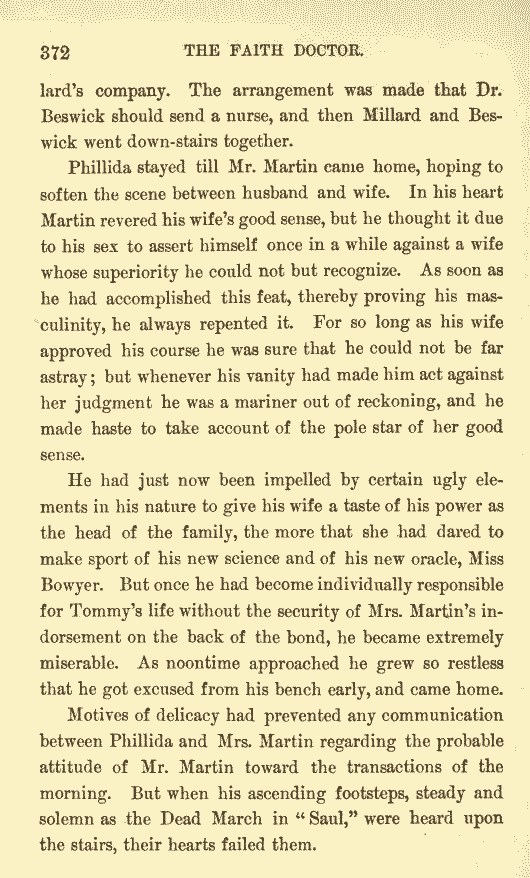 372
THE FAITH DOCTOR.
lard's company. The arrangement was made that Dr.
Beswick should send a nurse, and then Millard and Bes-
wick went down-stairs together.
Phillida stayed till Mr. Martin came home, hoping to
soften the scene between husband and wife. In his heart
Martin revered his wife's good sense, but he thought it due
to his sex to assert himself once in a while against a wife
whose superiority he could not but recognize. As soon as
he had accomplished this feat, thereby proving his mas-
culinity, he always repented it. For so long as his wife
approved his course he was sure that he could not be far
astray; but whenever his vanity had made him act against
her judgment he was a mariner out of reckoning, and he
made haste to take account of the pole star of her good
sense.
He had just now been impelled by certain ugly ele-
ments in his nature to give his wife a taste of his power as
the head of the family, the more that she had dared to
make sport of his new science and of his new oracle, Miss
Bowyer. But once he had become individually responsible
for Tommy's life without the security of Mrs. Martin's in-
dorsement on the back of the bond, he became extremely
miserable. As noontime approached he grew so restless
that he got excused from his bench early, and came home.
Motives of delicacy had prevented any communication
between Phillida and Mrs. Martin regarding the probable
attitude of Mr. Martin toward the transactions of the
morning. But when his ascending footsteps, steady and
solemn as the Dead March in "Saul," were heard upon
the stairs, their hearts failed them.